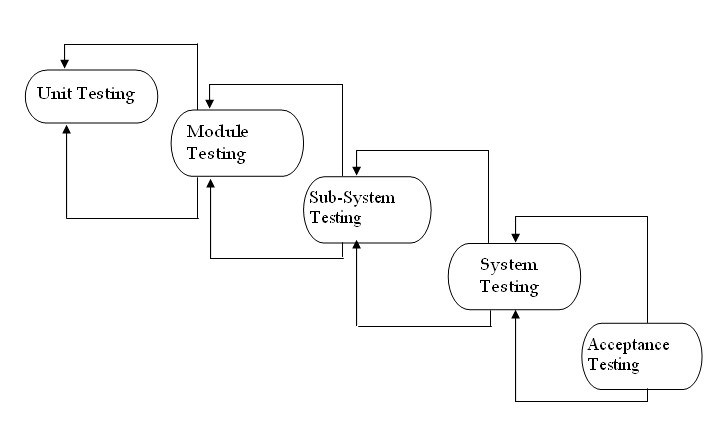 Unit Testing
Module
Testing
Sub-System
Testing
System
Testing
Acceptance
Testing